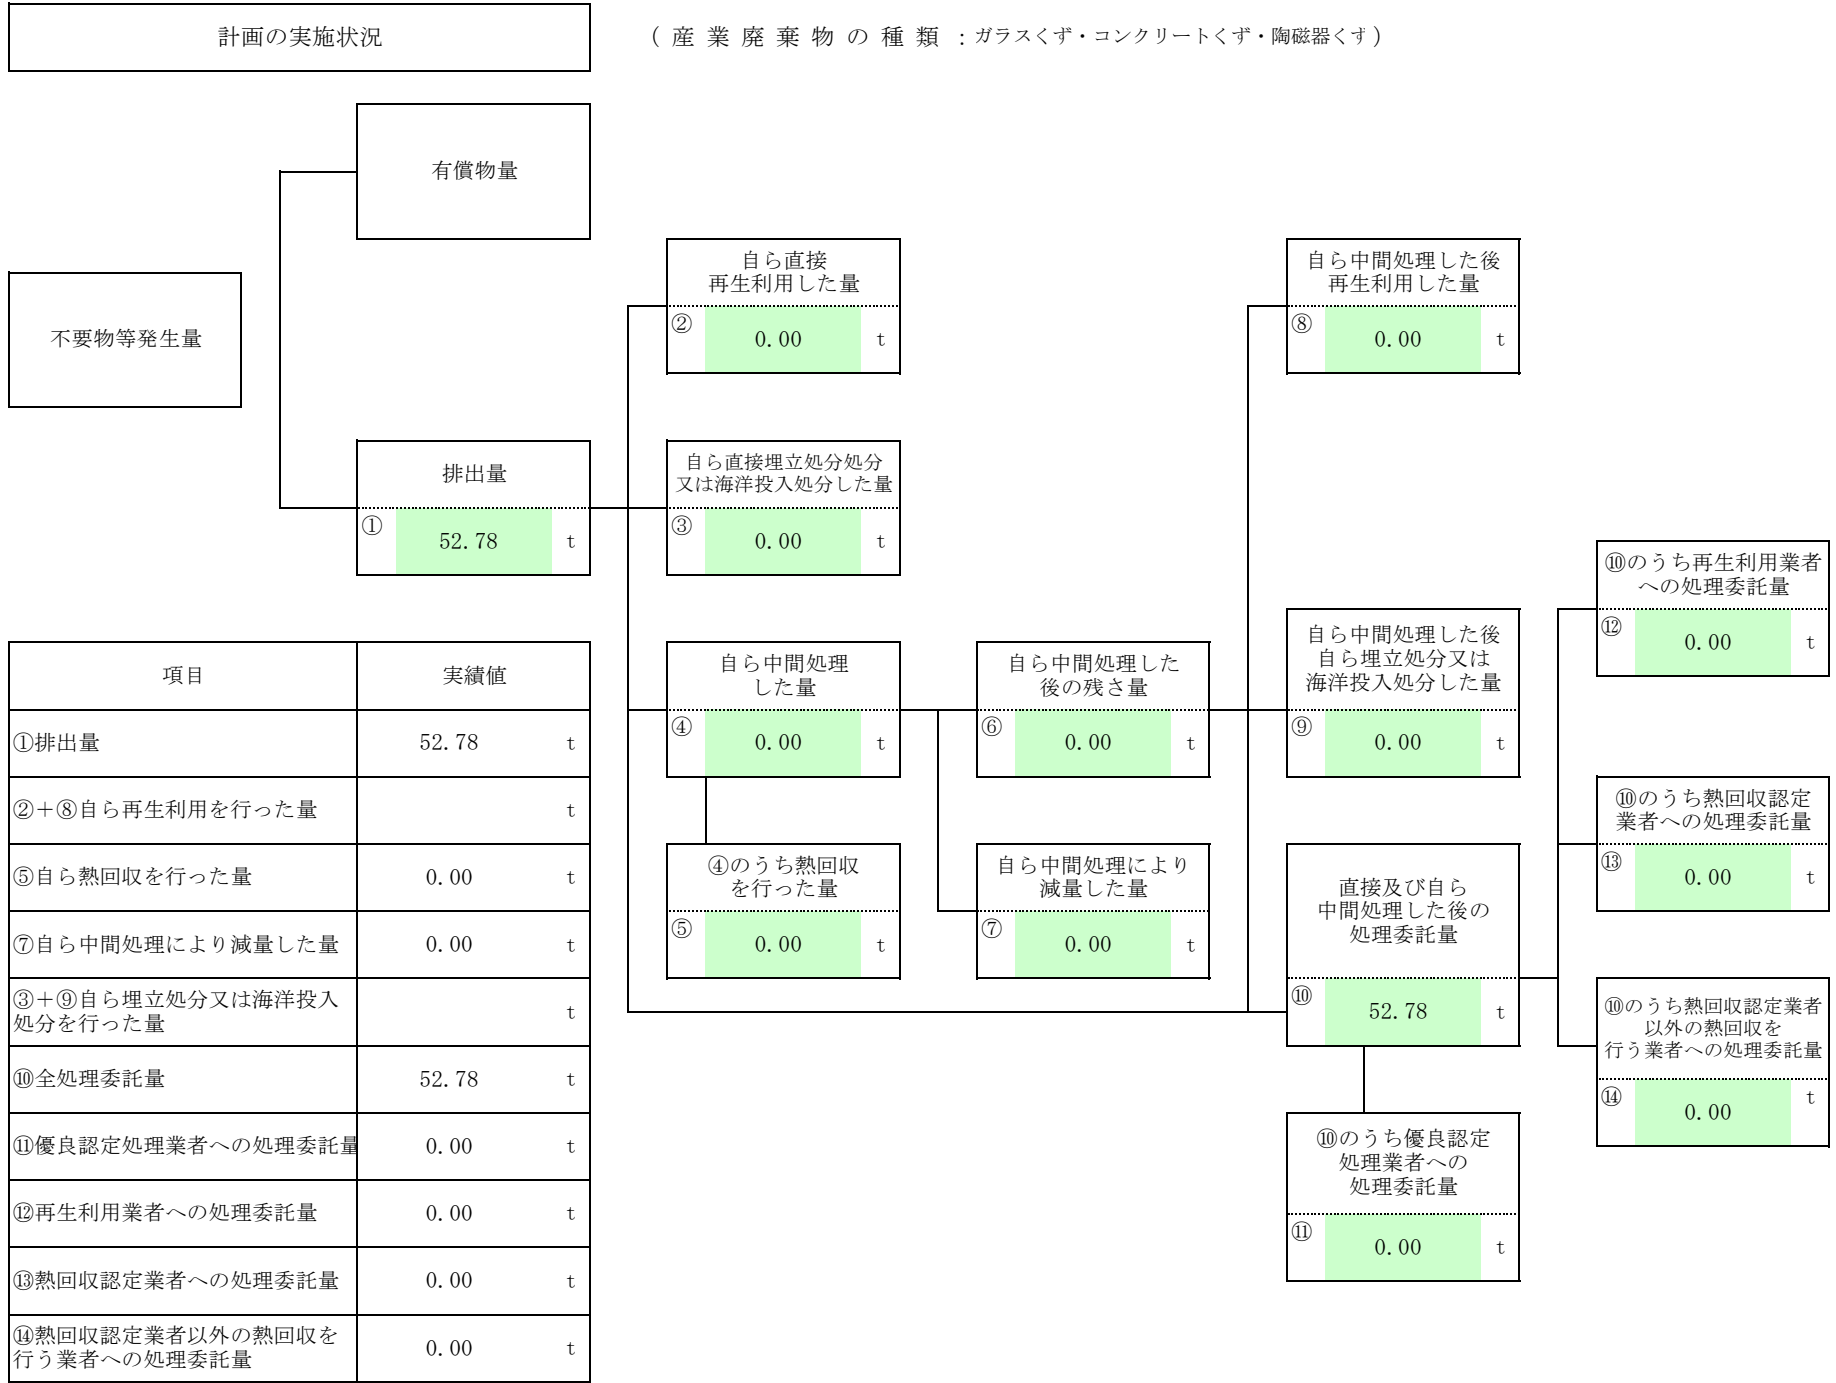 計画の実施状況
（産業廃棄物の種類：ガラスくず・コンクリートくず・陶磁器くず）
有償物量
不要物等発生量
自ら直接
再生利用した量
②
0.00
t
自ら中間処理した後
再生利用した量
⑧
0.00
t
排出量
①
52.78
t
自ら直接埋立処分処分
又は海洋投入処分した量
③
0.00
t
⑩のうち再生利用業者
への処理委託量
⑫
0.00
t
自ら中間処理
した量
④
0.00
t
自ら中間処理した
後の残さ量
⑥
0.00
t
自ら中間処理した後
自ら埋立処分又は
海洋投入処分した量
⑨
0.00
t
⑩のうち熱回収認定
業者への処理委託量
⑬
0.00
t
④のうち熱回収
を行った量
⑤
0.00
t
自ら中間処理により
減量した量
⑦
0.00
t
直接及び自ら
中間処理した後の
処理委託量
⑩
52.78
t
⑩のうち熱回収認定業者
以外の熱回収を
行う業者への処理委託量
⑭
0.00
t
⑩のうち優良認定
処理業者への
処理委託量
⑪
0.00
t
項目 実績値
①排出量 52.78 t
②＋⑧自ら再生利用を行った量 t
⑤自ら熱回収を行った量 0.00 t
⑦自ら中間処理により減量した量 0.00 t
③＋⑨自ら埋立処分又は海洋投入
処分を行った量 t
⑩全処理委託量 52.78 t
⑪優良認定処理業者への処理委託量 0.00 t
⑫再生利用業者への処理委託量 0.00 t
⑬熱回収認定業者への処理委託量 0.00 t
⑭熱回収認定業者以外の熱回収を
行う業者への処理委託量 0.00 t